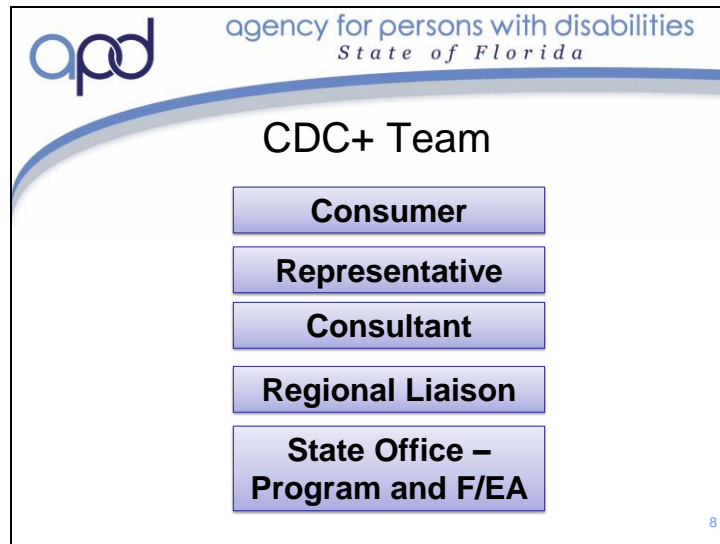 apd
agency for persons with disabilities
State of Florida
CDC+ Team
Consumer
Representative
Consultant
Regional Liaison
State Office –
Program and F/EA
8